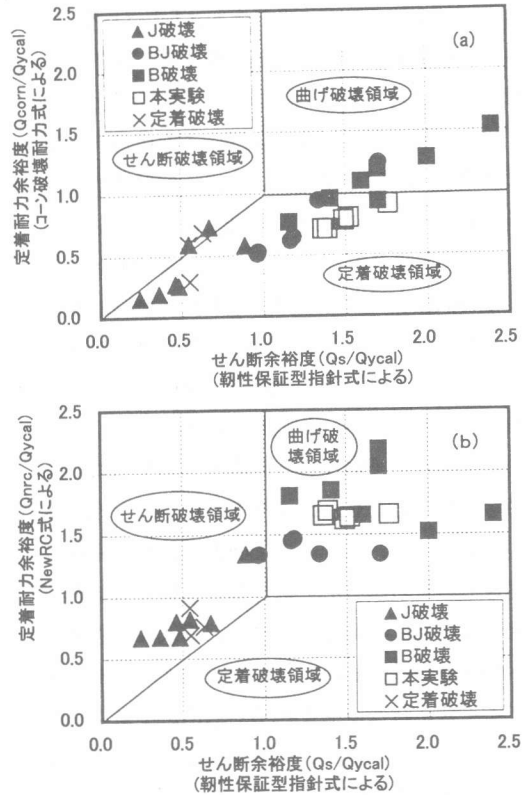 定着耐力余裕度(Qcorn/Qycal)
(コーン破壊耐力式による)
2.5
2.0
1.5
1.0
0.5
0.0
▲ J破壊
● BJ破壊
■ B破壊
□ 本実験
× 定着破壊
(a)
曲げ破壊領域
せん断破壊領域
定着破壊領域
0.0 0.5 1.0 1.5 2.0 2.5
せん断余裕度(Qs/Qycal)
(靭性保証型指針式による)
定着耐力余裕度(Qnrc/Qycal)
(NewRC式による)
2.5
2.0
1.5
1.0
0.5
0.0
曲げ破
壊領域
(b)
せん断破壊領域
定着破壊領域
▲ J破壊
● BJ破壊
■ B破壊
□ 本実験
× 定着破壊
0.0 0.5 1.0 1.5 2.0 2.5
せん断余裕度(Qs/Qycal)
(靭性保証型指針式による)